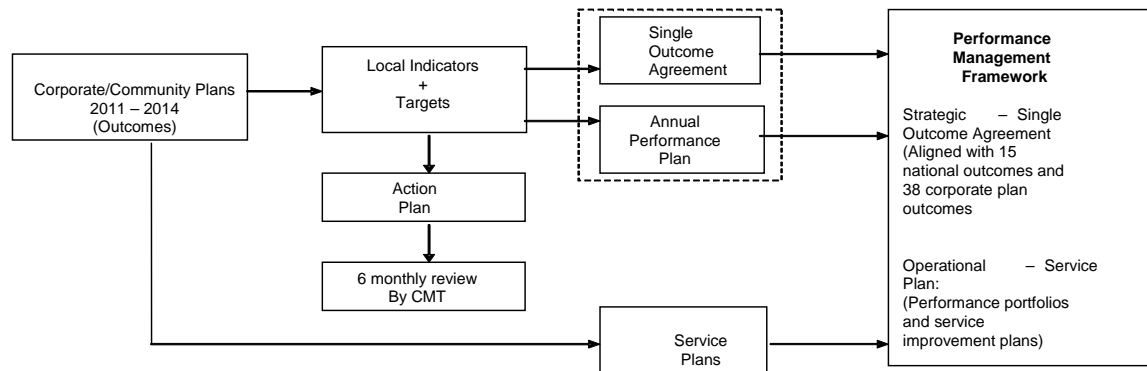 Corporate/Community Plans
2011 – 2014
(Outcomes)
Local Indicators
+
Targets
Single
Outcome
Agreement
Annual
Performance
Plan
Action
Plan
6 monthly review
By CMT
Service
Plans
Performance
Management
Framework
Strategic – Single
Outcome Agreement
(Aligned with 15
national outcomes and
38 corporate plan
outcomes
Operational – Service
Plan:
(Performance portfolios
and service
improvement plans)